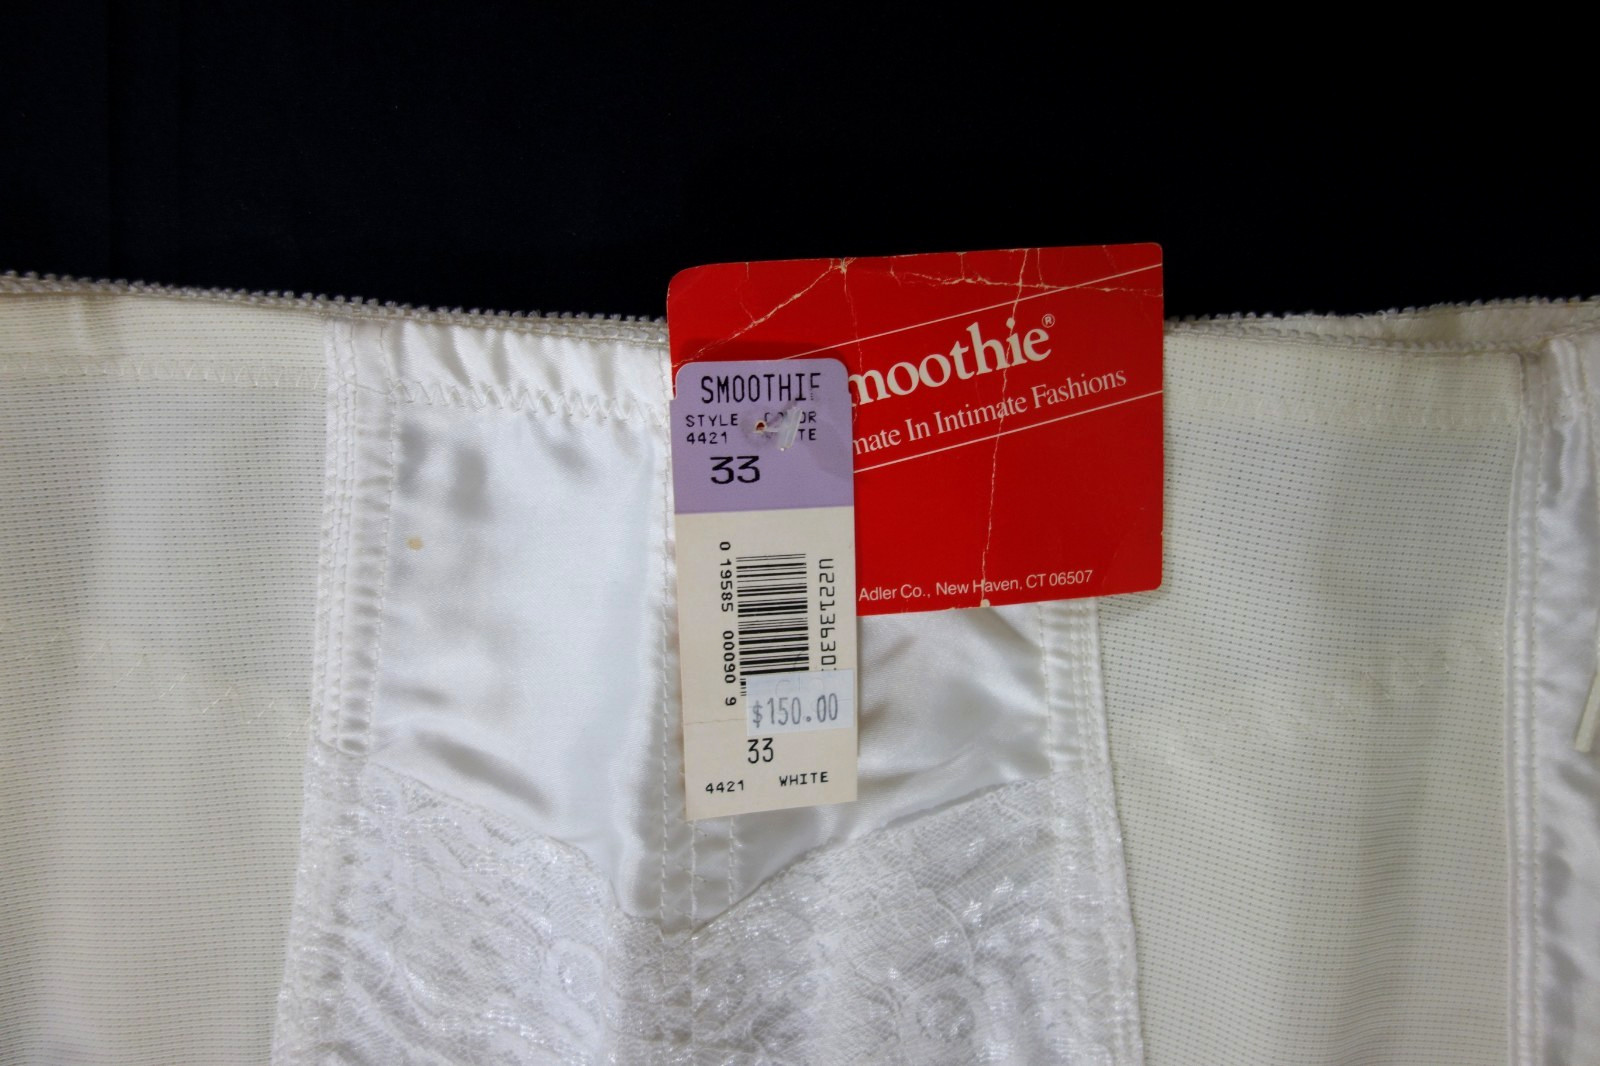 moothie®
mate In Intimate Fashions
Adler Co., New Haven, CT 06507
SMOOTHIE
STYLE COLOR
4421
33
0 19585 00090 9
$150.00
33
4421 WHITE